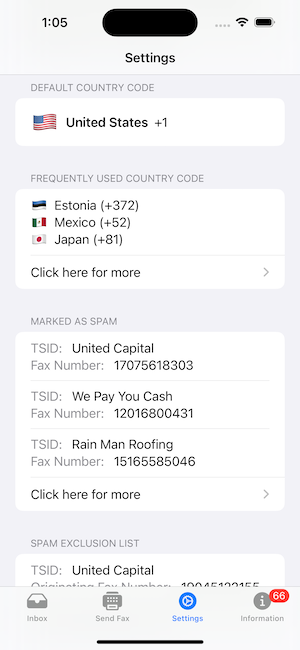 1:05
Settings
DEFAULT COUNTRY CODE
United States +1
FREQUENTLY USED COUNTRY CODE
Estonia (+372)
Mexico (+52)
Japan (+81)
Click here for more
MARKED AS SPAM
TSID: United Capital
Fax Number: 17075618303
TSID: We Pay You Cash
Fax Number: 12016800431
TSID: Rain Man Roofing
Fax Number: 15165585046
Click here for more
SPAM EXCLUSION LIST
TSID: United Capital
Originating Fax Number: 19045122155
66
Inbox Send Fax Settings Information